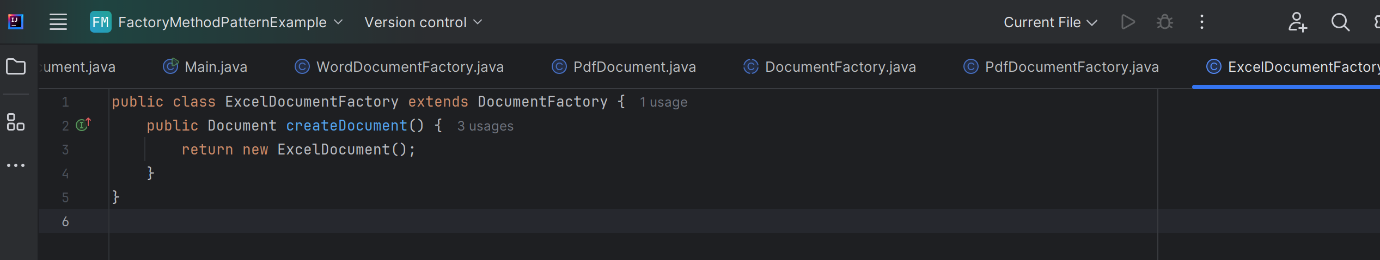 FM FactoryMethodPatternExample Version control Current File
ument.java Main.java WordDocumentFactory.java PdfDocument.java DocumentFactory.java PdfDocumentFactory.java ExcelDocumentFactory
1 public class ExcelDocumentFactory extends DocumentFactory { 1 usage
2 public Document createDocument() { 3 usages
3 return new ExcelDocument();
4 }
5 }
6